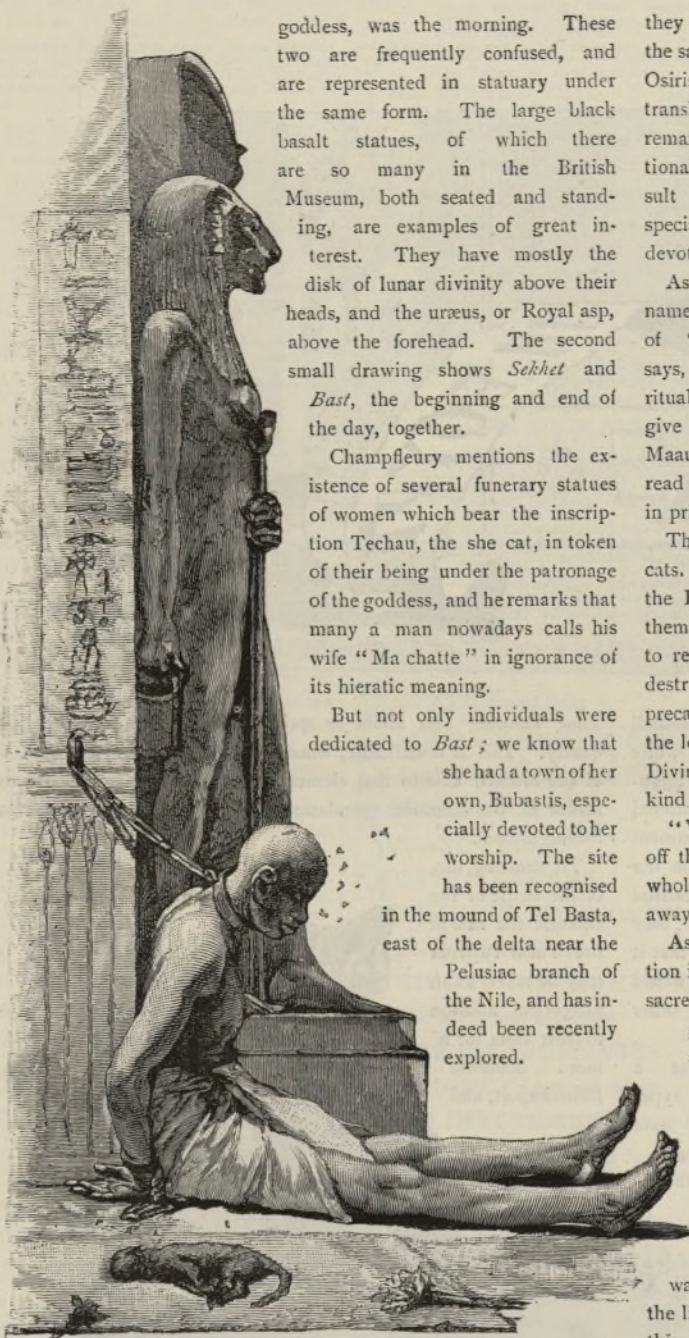 goddess, was the morning. These
two are frequently confused, and
are represented in statuary under
the same form. The large black
basalt statues, of which there
are so many in the British
Museum, both seated and stand-
ing, are examples of great in-
terest. They have mostly the
disk of lunar divinity above their
heads, and the uræus, or Royal asp,
above the forehead. The second
small drawing shows Sekhet and
Bast, the beginning and end of
the day, together.
Champfleury mentions the ex-
istence of several funerary statues
of women which bear the inscrip-
tion Techau, the she cat, in token
of their being under the patronage
of the goddess, and he remarks that
many a man nowadays calls his
wife “Ma chatte” in ignorance of
its hieratic meaning.
But not only individuals were
dedicated to Bast; we know that
she had a town of her
own, Bubastis, espe-
cially devoted to her
worship. The site
has been recognised
in the mound of Tel Basta,
east of the delta near the
Pelusiac branch of
the Nile, and has in-
deed been recently
explored.
they
the sa
Osiris
trans
rema
tiona
sult
speci
devot
As
name
of
says,
ritual
give
Maau
read
in pr
Th
cats.
the
them
to re
destr
preca
the l
Divin
kind
“
off th
whol
away
As
tion
sacre
wa
the l